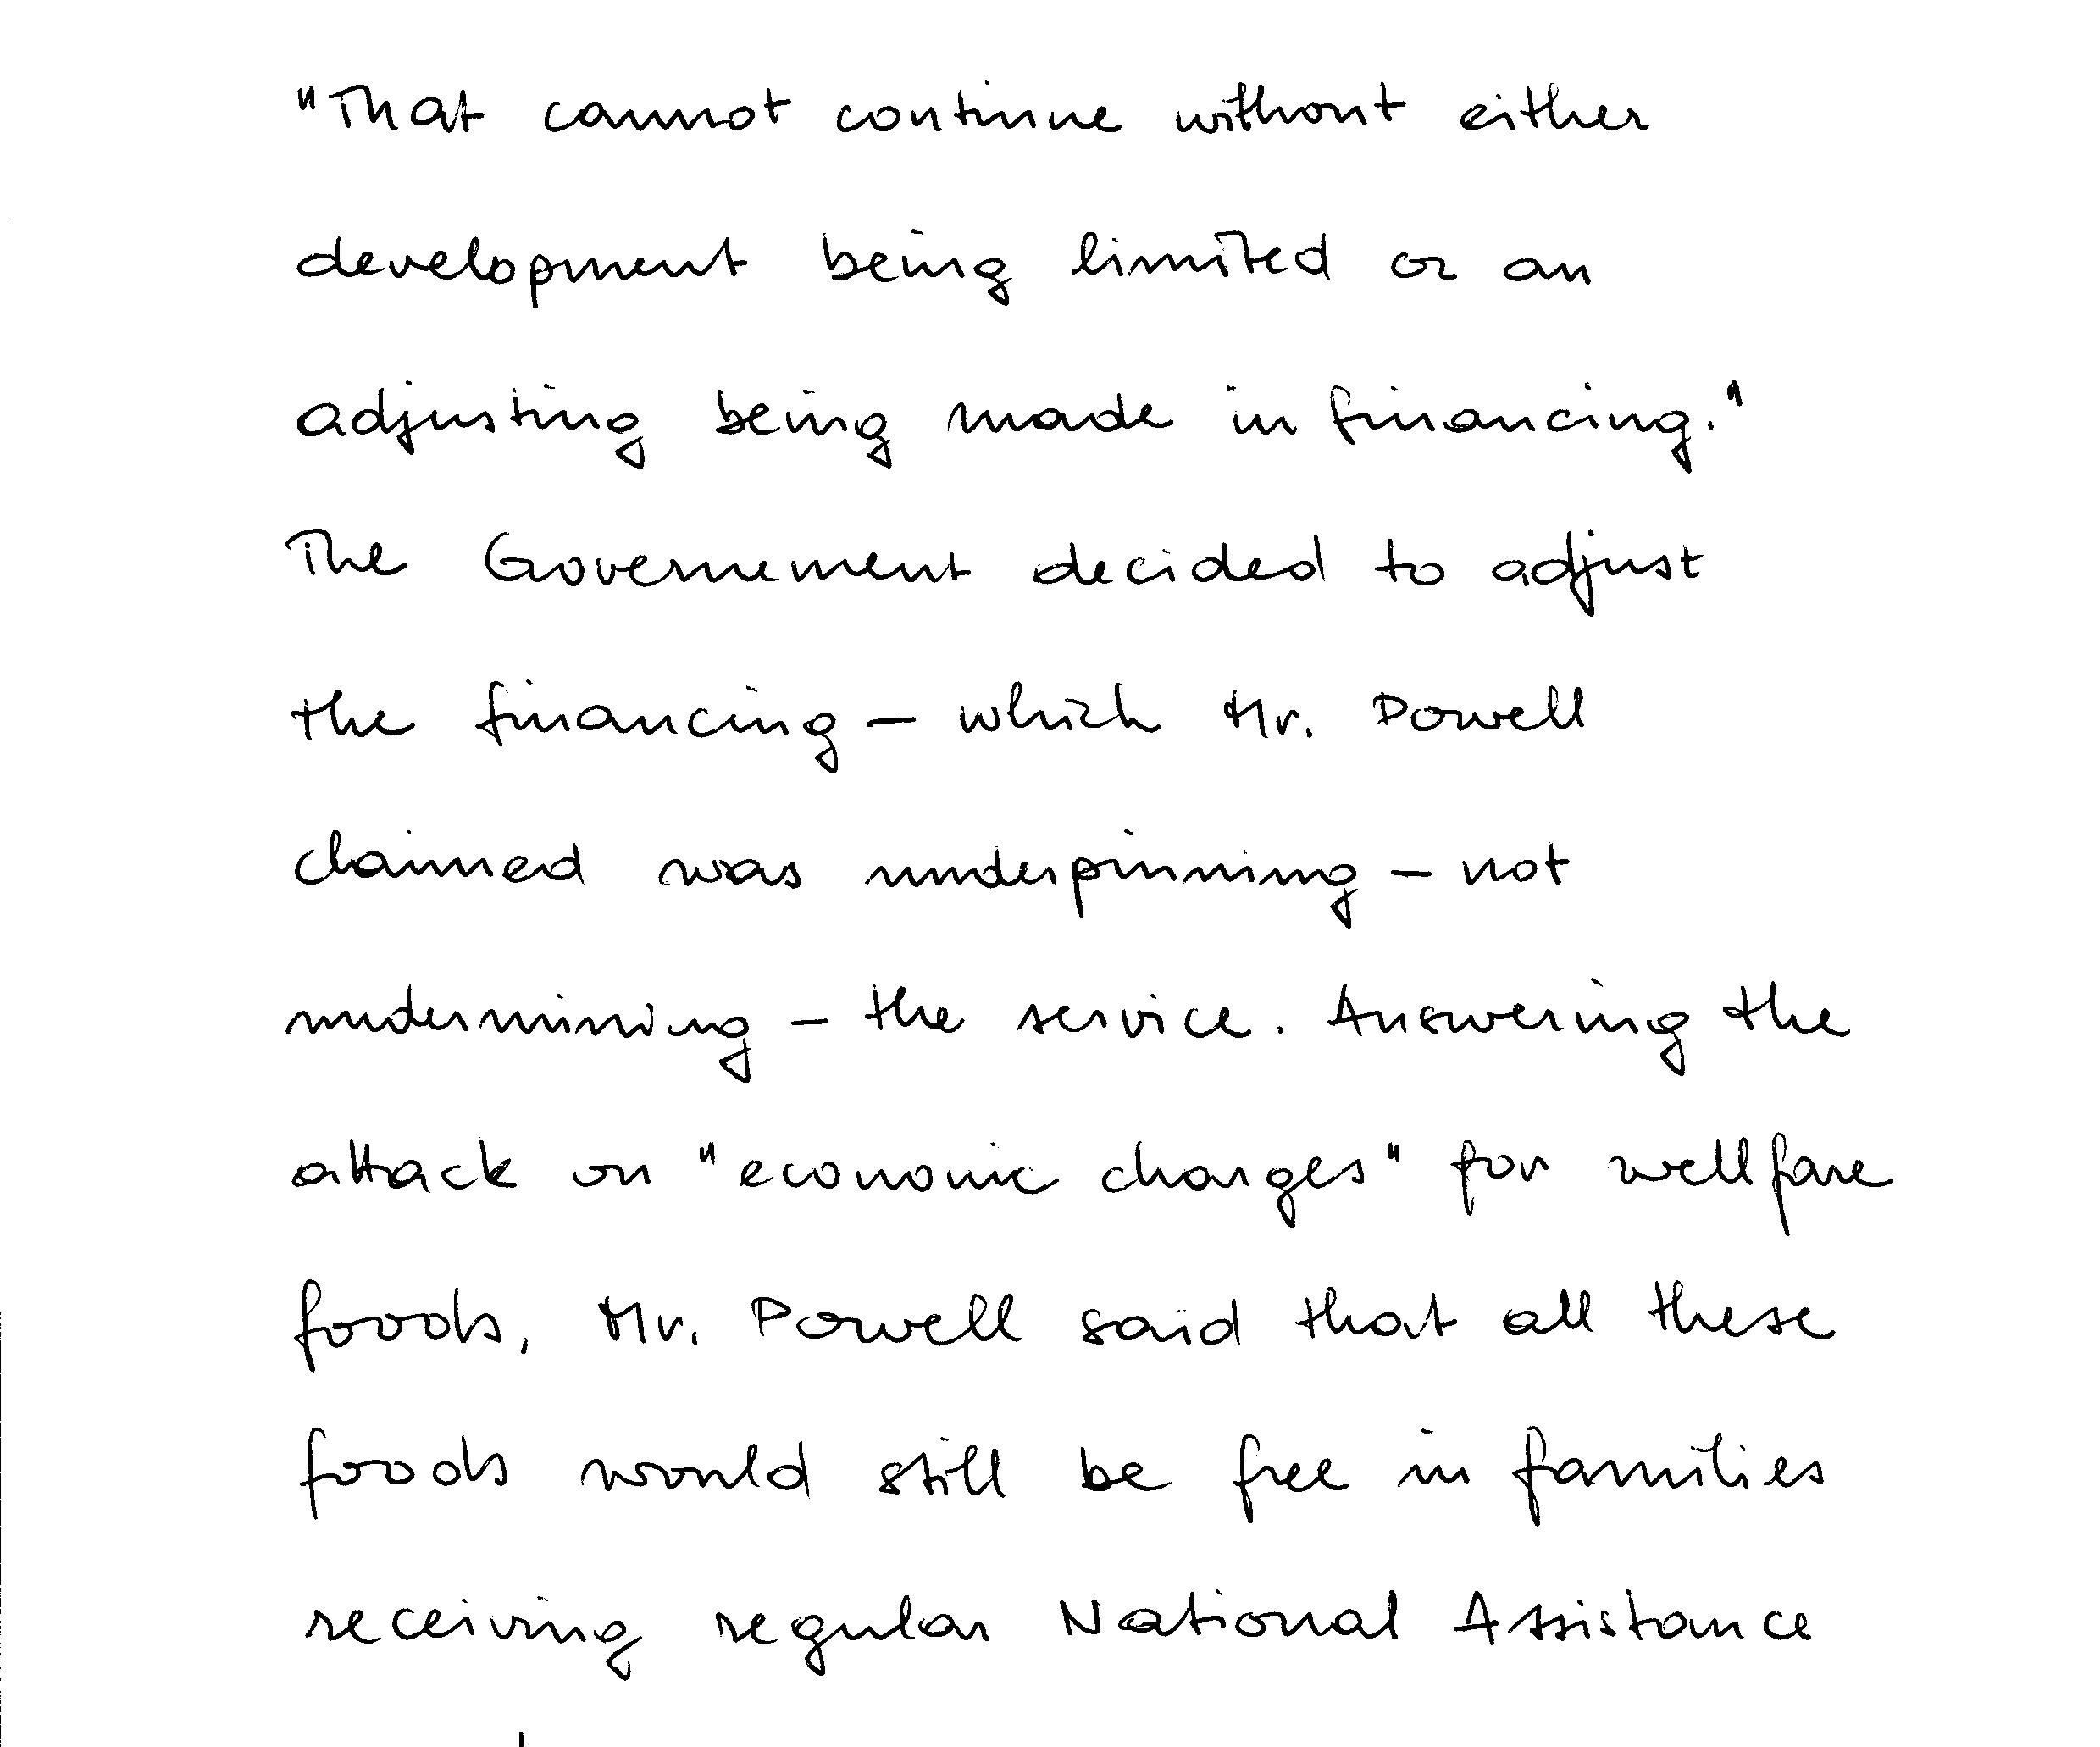 "That cannot continue without either
development being limited or an
adjusting being made in financing."
The Governement decided to adjust
the financing – which Mr. Powell
claimed was underpinning – not
undermining – the service. Answering the
attack on "economic charges" for wellfare
foods, Mr. Powell said that all these
foods would still be free in families
receiving regular National Assistance